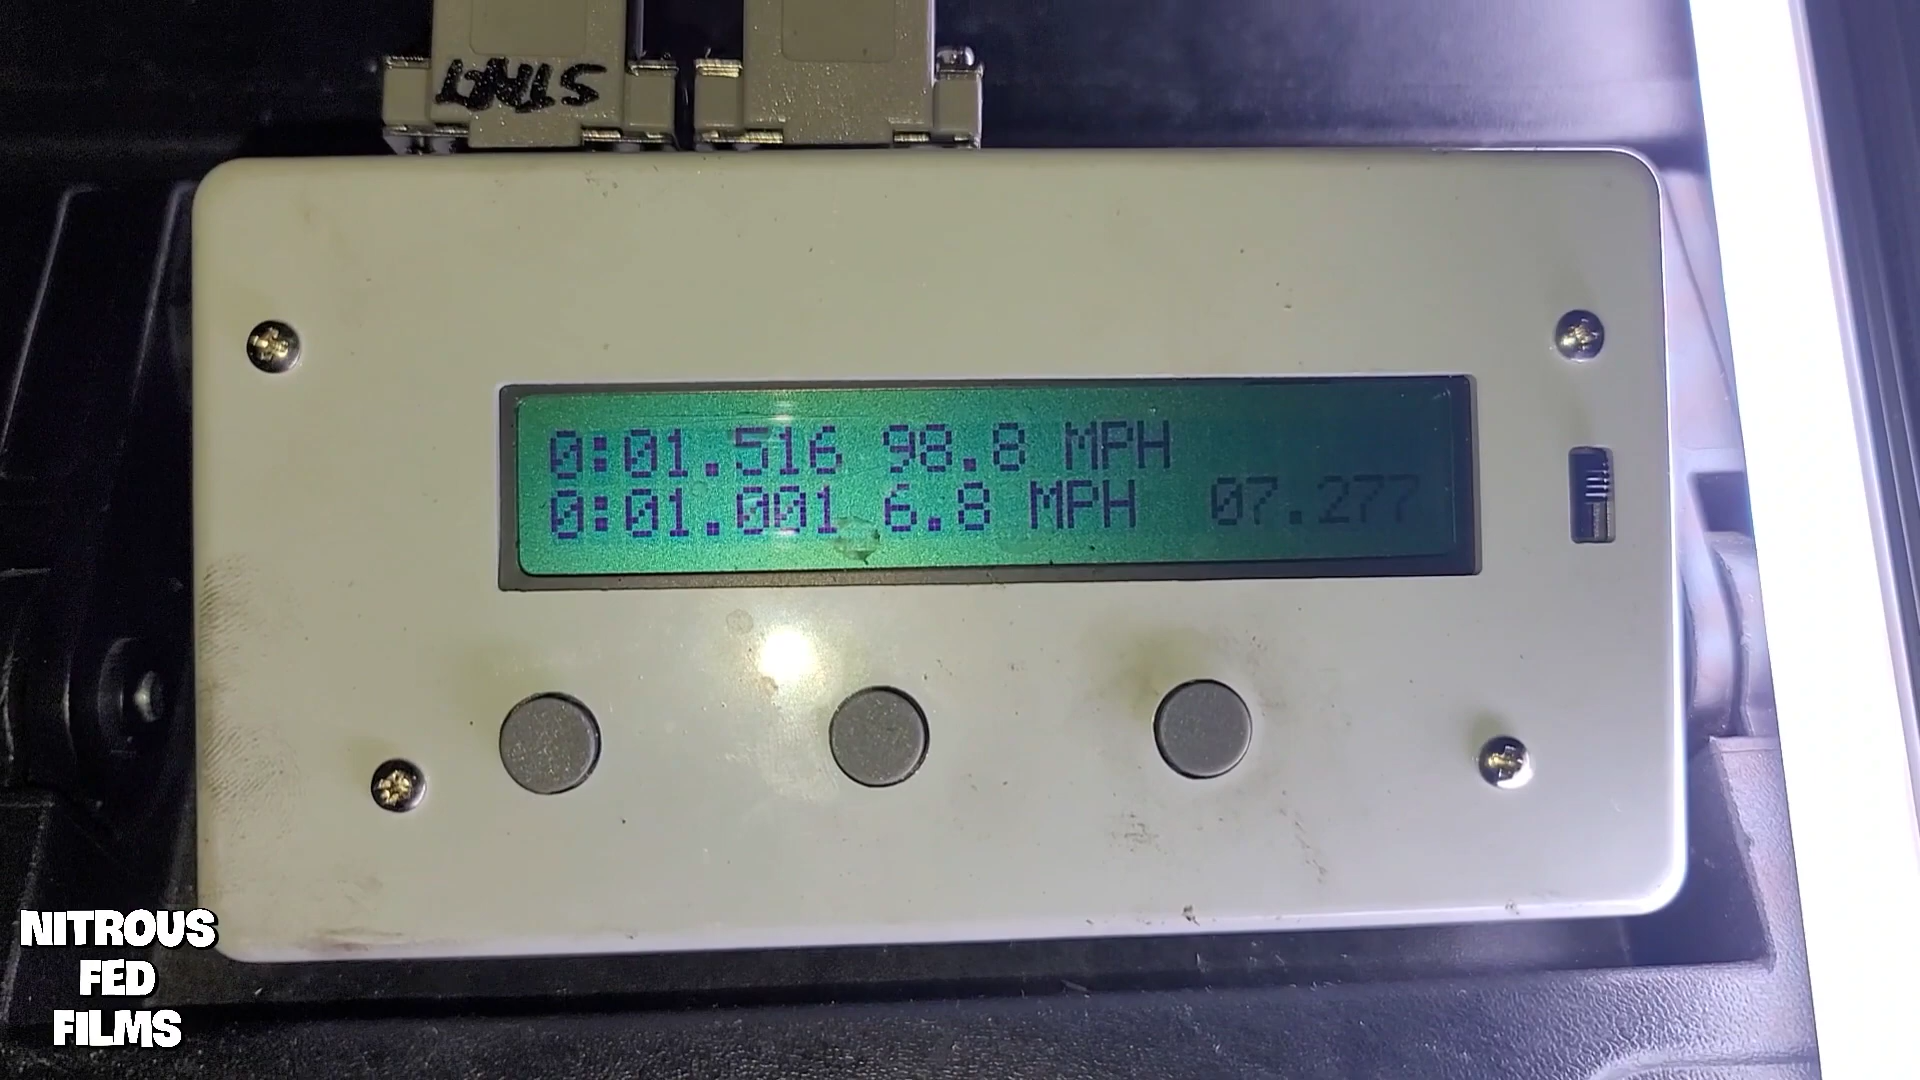 START
0:01.516 98.8 MPH
0:01.001 6.8 MPH 07.277
NITROUS
FED
FILMS